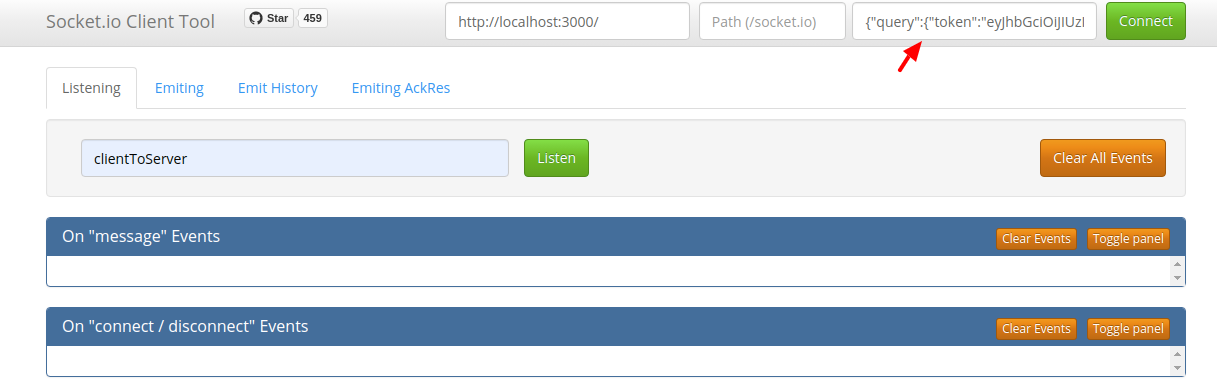 Socket.io Client Tool Star 459 http://localhost:3000/ Path (/socket.io) {"query":{"token":"eyJhbGciOiJIUzI Connect
Listening Emiting Emit History Emiting AckRes
clientToServer Listen Clear All Events
On "message" Events Clear Events Toggle panel
On "connect / disconnect" Events Clear Events Toggle panel